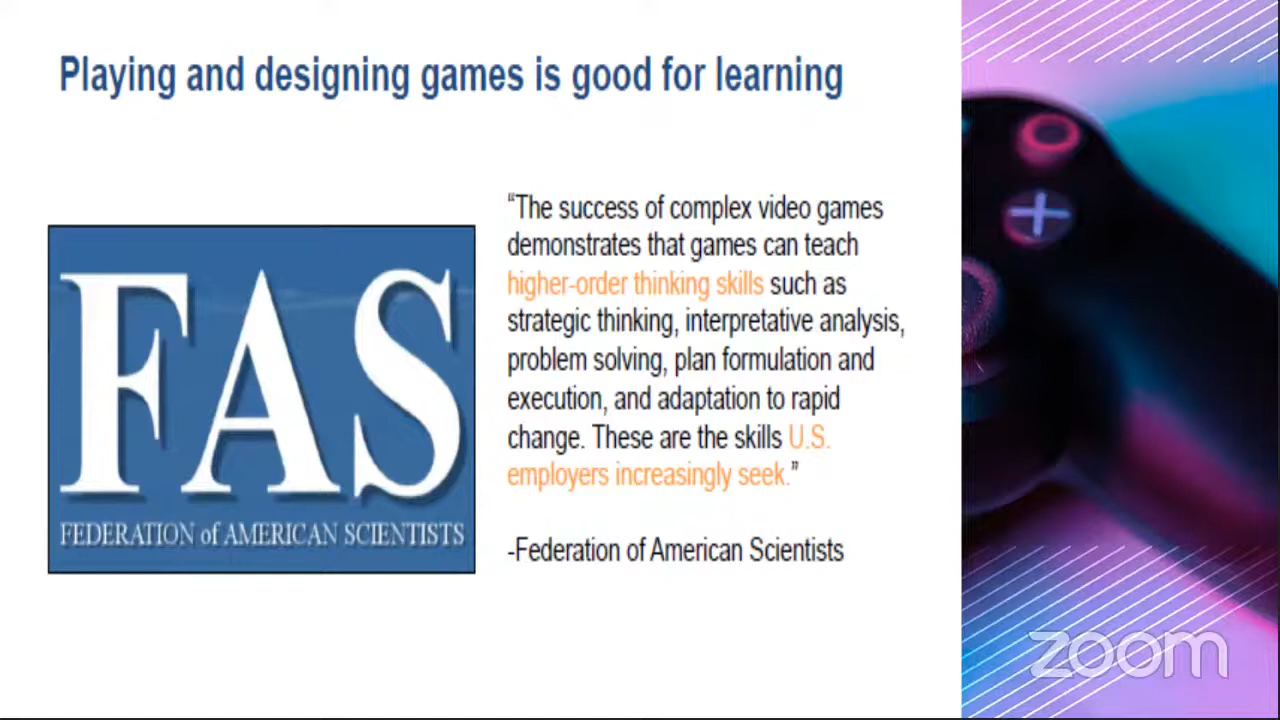 Playing and designing games is good for learning
FAS
FEDERATION of AMERICAN SCIENTISTS
“The success of complex video games
demonstrates that games can teach
higher-order thinking skills such as
strategic thinking, interpretative analysis,
problem solving, plan formulation and
execution, and adaptation to rapid
change. These are the skills U.S.
employers increasingly seek.”
-Federation of American Scientists
zoom